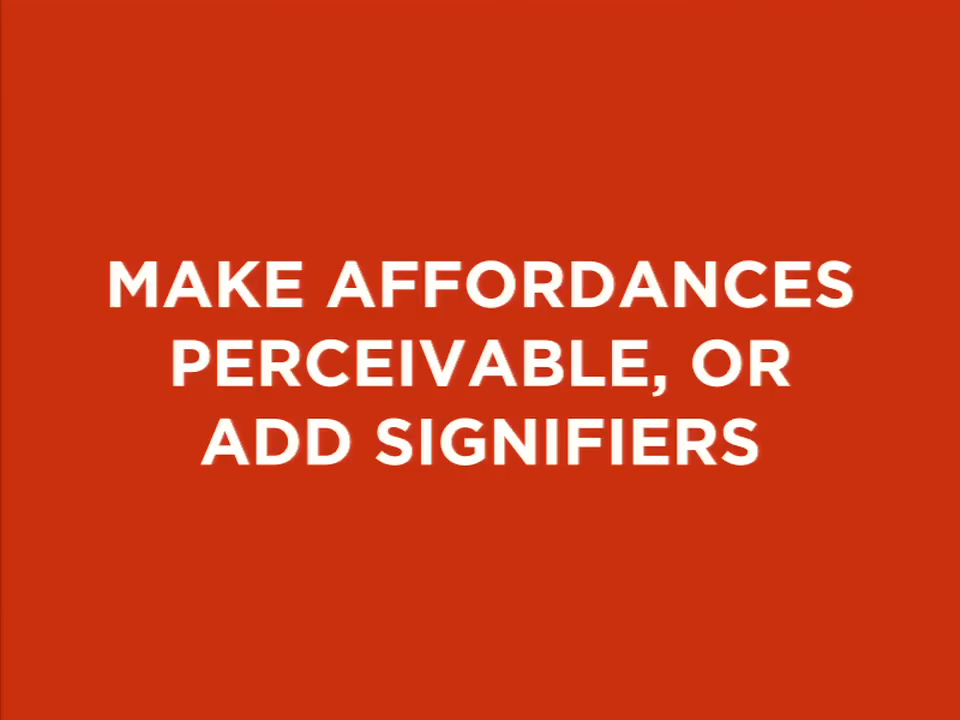 MAKE AFFORDANCES
PERCEIVABLE, OR
ADD SIGNIFIERS